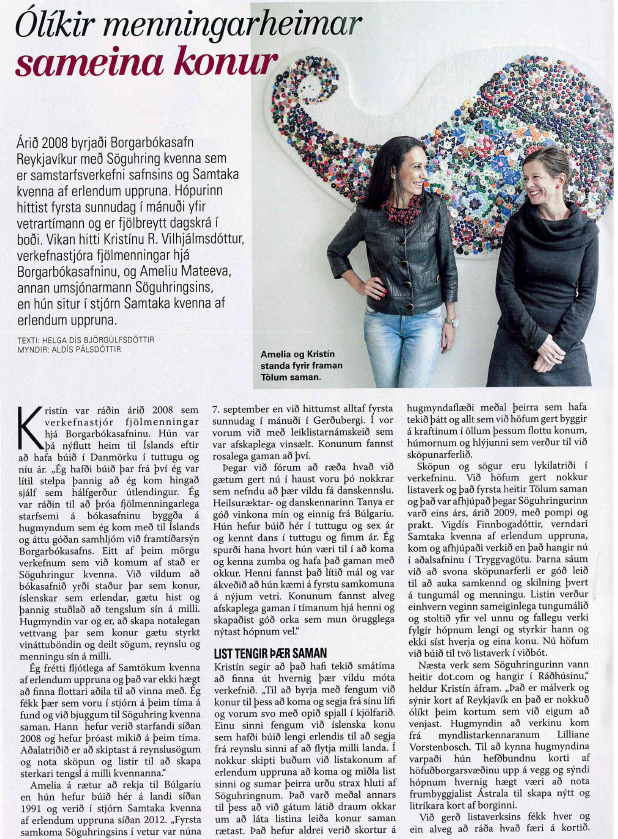 Ólíkir menningarheimar
sameina konur
Árið 2008 byrjaði Borgarbókasafn
Reykjavíkur með Söguhring kvenna sem
er samstarfsverkefni safnsins og Samtaka
kvenna af erlendum uppruna. Hópurinn
hittist fyrsta sunnudag í mánuði yfir
vetrartímann og er fjölbreytt dagskrá í
boði. Vikan hitti Kristínu R. Vilhjálmsdóttur,
verkefnastjóra fjölmenningar hjá
Borgarbókasafninu, og Ameliu Mateeva,
annan umsjónarmann Söguhringsins,
en hún situr í stjórn Samtaka kvenna af
erlendum uppruna.
TEXTI: HELGA DÍS BJÖRGÚLFSDÓTTIR
MYNDIR: ALDÍS PÁLSDÓTTIR
Amelia og Kristín
standa fyrir framan
Tölum saman.
Kristín var ráðin árið 2008 sem
verkefnastjór fjölmenningar
hjá Borgarbókasafninu. Hún var
þá nýflutt heim til Íslands eftir
að hafa búið í Danmörku í tuttugu og
níu ár. „Ég hafði búið þar frá því ég var
lítil stelpa þannig að ég kom hingað
sjálf sem hálfgerður útlendingur. Ég
var ráðin til að þróa fjölmenningarlega
starfsemi á bókasafninu byggða á
hugmyndum sem ég kom með til Íslands
og áttu góðan samhljóm við framtíðarsýn
Borgarbókasafns. Eitt af þeim mörgu
verkefnum sem við komum af stað er
Söguhringur kvenna. Við vildum að
bókasafnið yrði staður þar sem konur,
íslenskar sem erlendar, gætu hist og
þannig stuðlað að tengslum sín á milli.
Hugmyndin var og er, að skapa notalegan
vettvang þar sem konur gætu styrkt
vináttuböndin og deilt sögum, reynslu og
menningu sín á milli.
Ég frétti fljótlega af Samtökum kvenna
af erlendum uppruna og það var ekki hægt
að finna flottari aðila til að vinna með. Ég
fékk þær sem voru í stjórn á þeim tíma á
fund og við bjuggum til Söguhring kvenna
saman. Hann hefur verið starfandi síðan
2008 og hefur þróast mikið á þeim tíma.
Aðalatriðið er að skiptast á reynslusögum
og nota sköpun og listir til að skapa
sterkari tengsl á milli kvennanna.“
Amelia á ættir að rekja til Búlgaríu
en hún hefur búið hér á landi síðan
1991 og verið í stjórn Samtaka kvenna
af erlendum uppruna síðan 2012. „Fyrsta
samkoma Söguhringsins í vetur var núna
7. september en við hittumst alltaf fyrsta
sunnudag í mánuði í Gerðubergi. Í vor
vorum við með leiklistarnámskeið sem
var afskaplega vinsælt. Konunum fannst
rosalega gaman að því.
Þegar við fórum að ræða hvað við
gætum gert nú í haust voru þó nokkrar
sem nefndu að þær vildu fá danskennslu.
Heilsuræktar- og danskennarinn Tanya er
góð vinkona mín og einnig frá Búlgaríu.
Hún hefur búið hér í tuttugu og sex ár
og kennt dans í tuttugu og fimm ár. Ég
spurði hana hvort hún væri til í að koma
og kenna zumba og hafa það gaman með
okkur. Henni fannst það lítið mál og var
ákveðið að hún kæmi á fyrstu samkomuna
á nýjum vetri. Konunum fannst alveg
afskaplega gaman í tímanum hjá henni og
skapaðist góð orka sem mun örugglega
nýtast hópnum vel.“
LIST TENGIR ÞÆR SAMAN
Kristín segir að það hafi tekið smátíma
að finna út hvernig þær vildu móta
verkefnið. „Til að byrja með fengum við
konur til þess að koma og segja frá sínu lífi
og vorum svo með opið spjall í kjölfarið.
Einu sinni fengum við íslenska konu
sem hafði búið lengi erlendis til að segja
frá reynslu sinni af að flytja milli landa. Í
nokkur skipti buðum við listakonum af
erlendum uppruna að koma og miðla list
sinni og sumar þeirra urðu strax hluti af
Söguhringnum. Það varð meðal annars
til þess að við gátum látið draum okkar
um að láta listina leiða konur saman
rætast. Það hefur aldrei verið skortur á
hugmyndaflæði meðal þeirra sem hafa
tekið þátt og allt sem við höfum gert byggir
á kraftinum í öllum þessum flottu konum,
húmornum og hlýjunni sem verður til við
sköpunarferlið.
Sköpun og sögur eru lykilatriði í
verkefninu. Við höfum gert nokkur
listaverk og það fyrsta heitir Tölum saman
og það var afhjúpað þegar Söguhringurinn
varð eins árs, árið 2009, með pompi og
prakt. Vigdís Finnbogadóttir, verndari
Samtaka kvenna af erlendum uppruna,
kom og afhjúpaði verkið en það hangir nú
í aðalsafninu í Tryggvagötu. Þarna sáum
við að svona sköpunarferli er góð leið
til að auka samkennd og skilning þvert
á tungumál og menningu. Listin verður
einhvern veginn sameiginlega tungumálið
og stoltið yfir vel unnu og fallegu verki
fylgir hópnum lengi og styrkir hann og
ekki síst hverja og eina konu. Nú höfum
við búið til tvö listaverk í viðbót.
Næsta verk sem Söguhringurinn vann
heitir dot.com og hangir í Ráðhúsinu,“
heldur Kristín áfram. „Það er málverk og
sýnir kort af Reykjavík en það er nokkuð
ólíkt þeim kortum sem við eigum að
venjast. Hugmyndin að verkinu kom
frá myndlistarkennaranum Lilliane
Vorstenbosch. Til að kynna hugmyndina
varpaði hún hefðbundnu korti af
höfuðborgarsvæðinu upp á vegg og sýndi
hópnum hvernig hægt væri að nota
frumbyggjalist Ástrala til að skapa nýtt og
litríkara kort af borginni.
Við gerð listaverksins fékk hver og
ein alveg að ráða hvað færi á kortið.